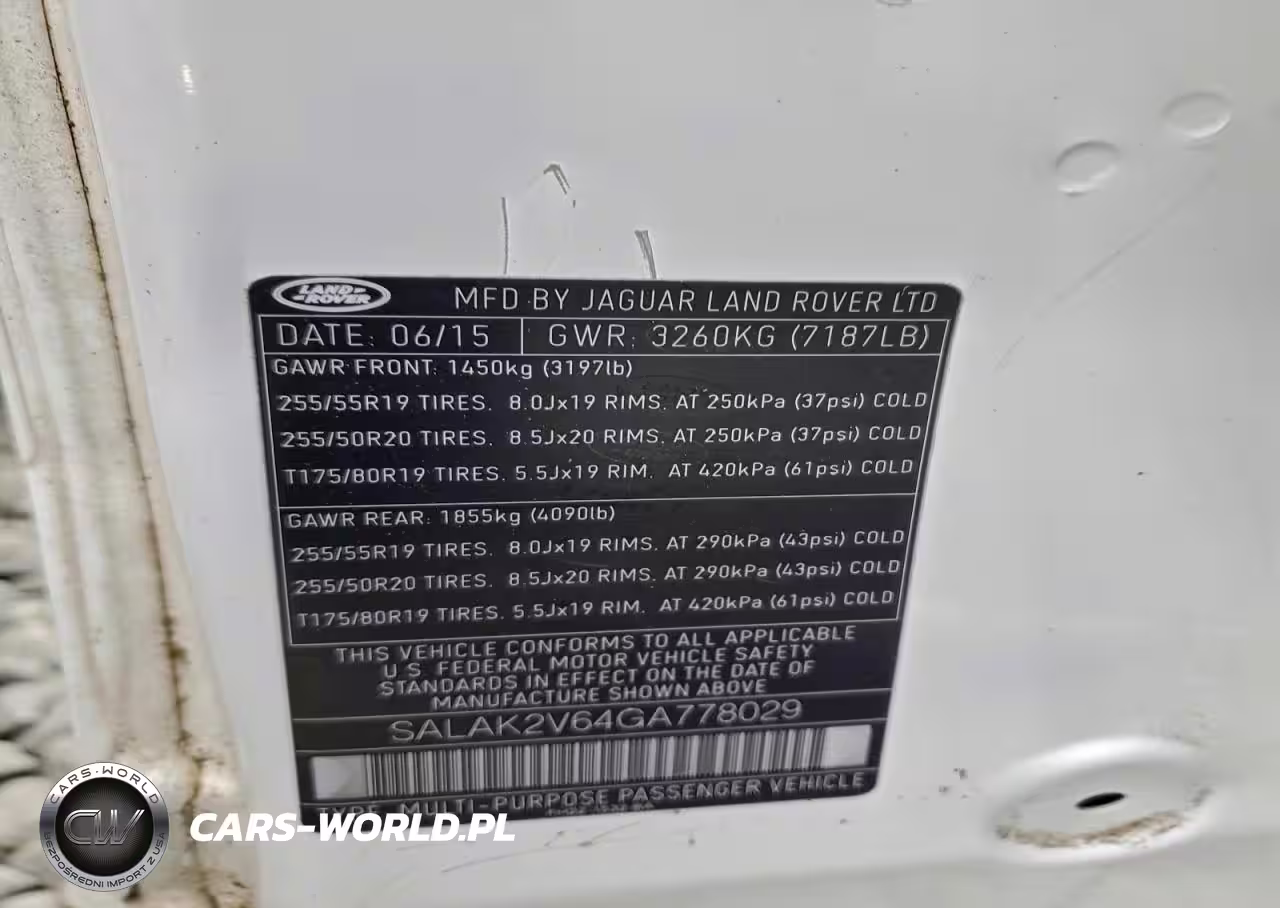 LAND ROVER
MFD BY JAGUAR LAND ROVER LTD
DATE: 06/15 GWR: 3260KG (7187LB)
GAWR FRONT: 1450kg (3197lb)
255/55R19 TIRES. 8.0Jx19 RIMS. AT 250kPa (37psi) COLD
255/50R20 TIRES. 8.5Jx20 RIMS. AT 250kPa (37psi) COLD
T175/80R19 TIRES. 5.5Jx19 RIM. AT 420kPa (61psi) COLD
GAWR REAR: 1855kg (4090lb)
255/55R19 TIRES. 8.0Jx19 RIMS. AT 290kPa (43psi) COLD
255/50R20 TIRES. 8.5Jx20 RIMS. AT 290kPa (43psi) COLD
T175/80R19 TIRES. 5.5Jx19 RIM. AT 420kPa (61psi) COLD
THIS VEHICLE CONFORMS TO ALL APPLICABLE
U.S. FEDERAL MOTOR VEHICLE SAFETY
STANDARDS IN EFFECT ON THE DATE OF
MANUFACTURE SHOWN ABOVE
SALAK2V64GA778029
TYPE: MULTI-PURPOSE PASSENGER VEHICLE
CARS-WORLD
CW
BEZPOŚREDNI IMPORT Z USA
CARS-WORLD.PL